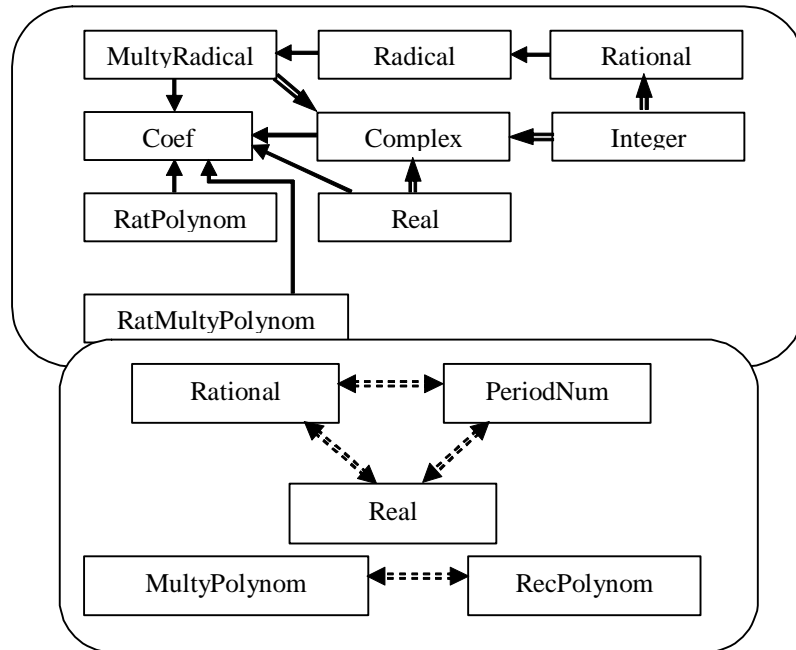 MultyRadical Radical Rational
Coef Complex Integer
RatPolynom Real
RatMultyPolynom
Rational PeriodNum
Real
MultyPolynom RecPolynom